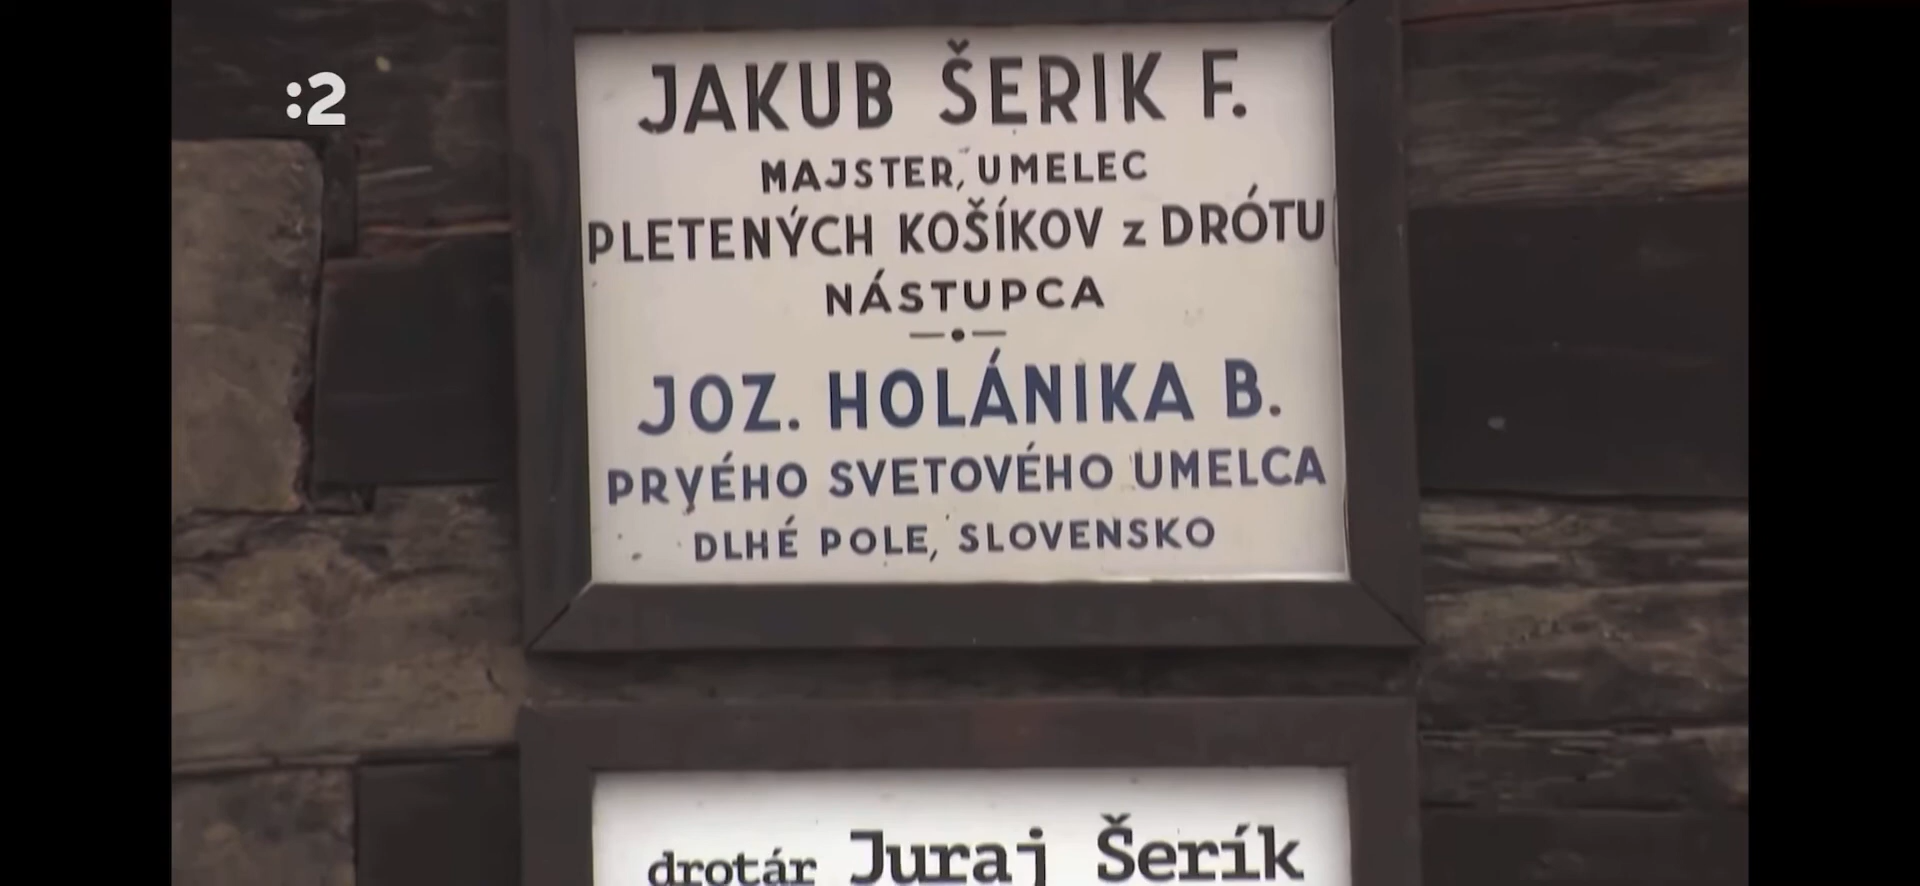 :2
JAKUB ŠERIK F.
MAJSTER, UMELEC
PLETENÝCH KOŠÍKOV z DRÓTU
NÁSTUPCA
JOZ. HOLÁNIKA B.
PRVÉHO SVETOVÉHO UMELCA
DLHÉ POLE, SLOVENSKO
drotár Juraj Šerík